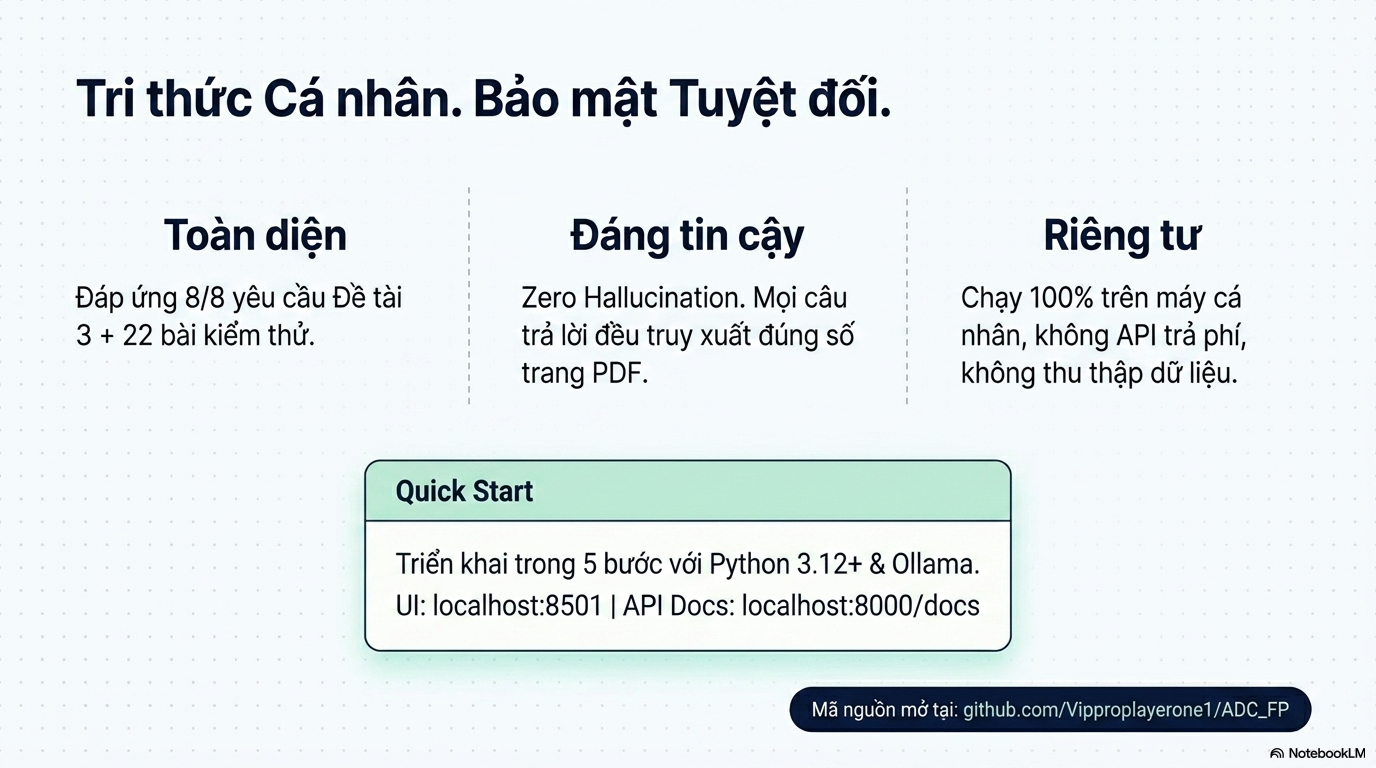 Tri thức Cá nhân. Bảo mật Tuyệt đối.
Toàn diện
Đáp ứng 8/8 yêu cầu Đề tài
3 + 22 bài kiểm thử.
Đáng tin cậy
Zero Hallucination. Mọi câu
trả lời đều truy xuất đúng số
trang PDF.
Riêng tư
Chạy 100% trên máy cá
nhân, không API trả phí,
không thu thập dữ liệu.
Quick Start
Triển khai trong 5 bước với Python 3.12+ & Ollama.
UI: localhost:8501 | API Docs: localhost:8000/docs
Mã nguồn mở tại: github.com/Vipproplayerone1/ADC_FP
NotebookLM